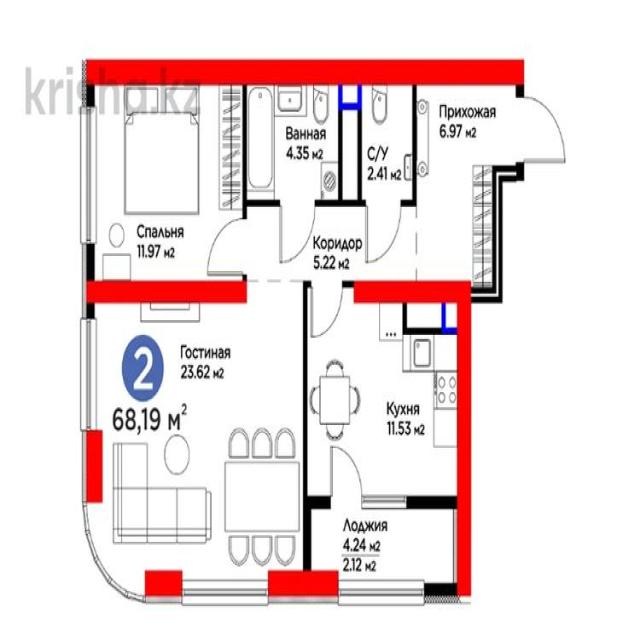 krisha.kz
Прихожая
6.97 м2
Ванная
4.35 м2
С/У
2.41 м2
Спальня
11.97 м2
Коридор
5.22 м2
2
68,19 м2
Гостиная
23.62 м2
Кухня
11.53 м2
Лоджия
4.24 м2
2.12 м2